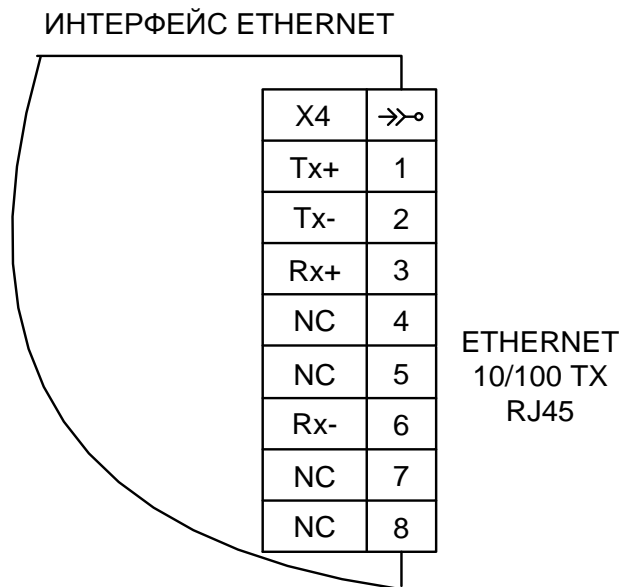 ИНТЕРФЕЙС ETHERNET
X4
Tx+ 1
Tx- 2
Rx+ 3
NC 4
NC 5
Rx- 6
NC 7
NC 8
ETHERNET
10/100 TX
RJ45